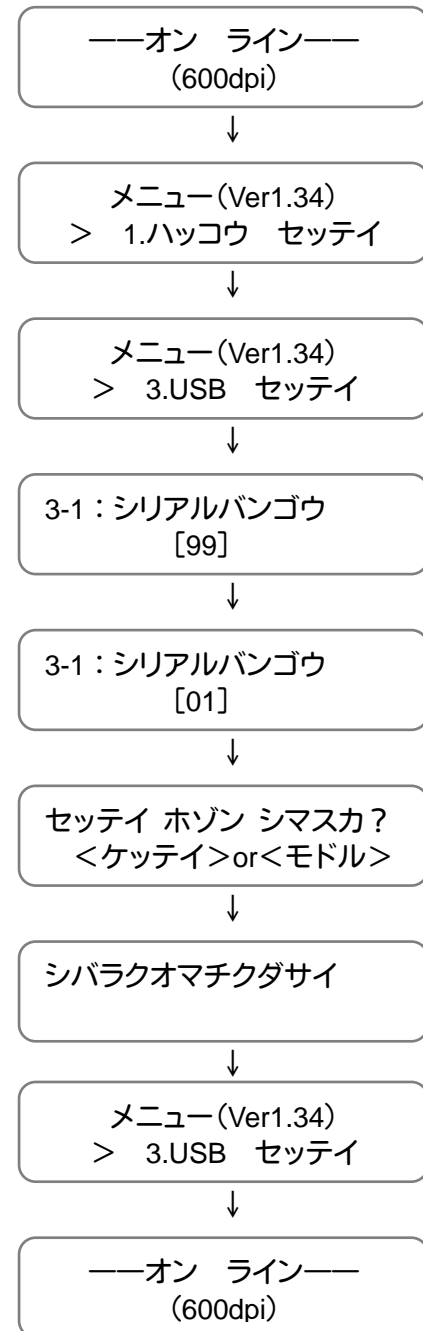 ――オン　ライン――
(600dpi)
↓
メニュー(Ver1.34)
＞　1.ハッコウ　セッテイ
↓
メニュー(Ver1.34)
＞　3.USB　セッテイ
↓
3-1：シリアルバンゴウ
[99]
↓
3-1：シリアルバンゴウ
[01]
↓
セッテイ ホゾン シマスカ？
＜ケッテイ＞or＜モドル＞
↓
シバラクオマチクダサイ
↓
メニュー(Ver1.34)
＞　3.USB　セッテイ
↓
――オン　ライン――
(600dpi)